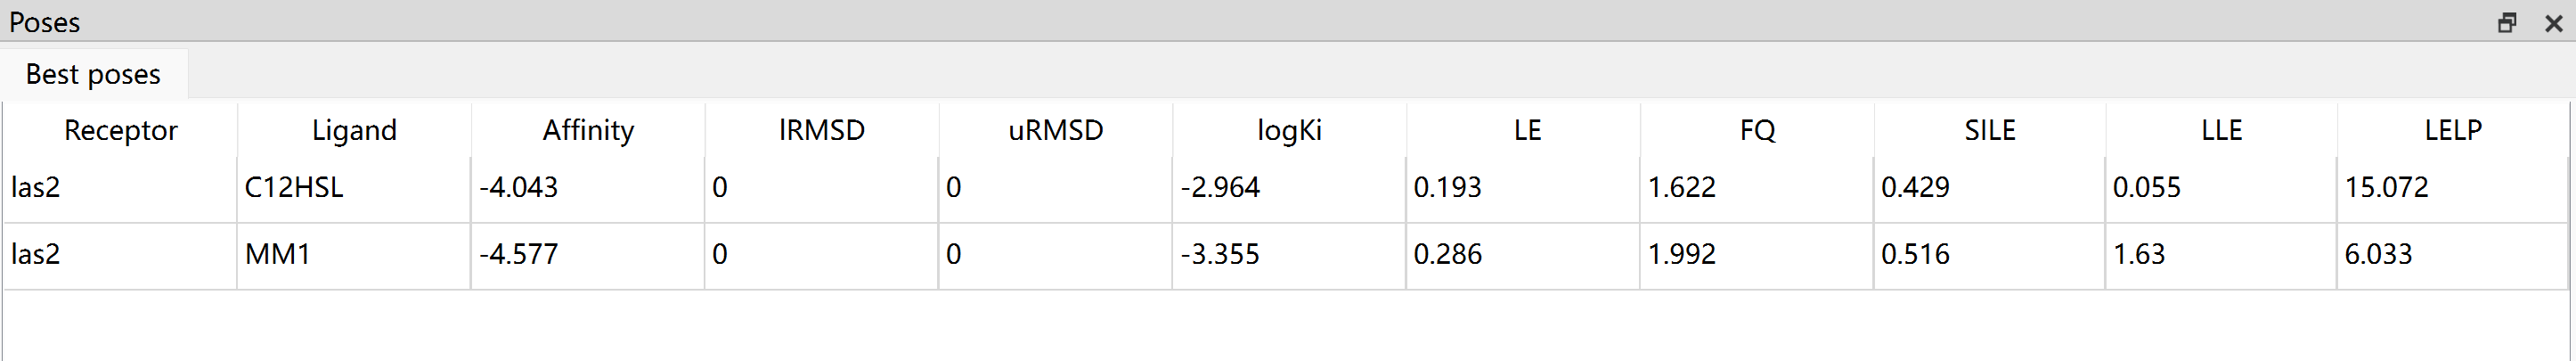 Poses
Best poses
Receptor Ligand Affinity lRMSD uRMSD logKi LE FQ SILE LLE LELP
las2 C12HSL -4.043 0 0 -2.964 0.193 1.622 0.429 0.055 15.072
las2 MM1 -4.577 0 0 -3.355 0.286 1.992 0.516 1.63 6.033